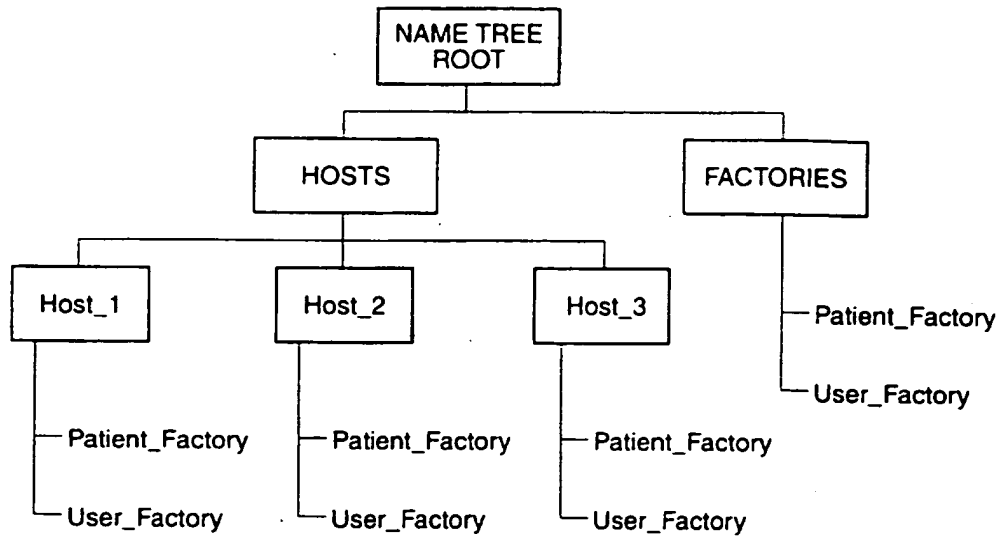 NAME TREE
ROOT
HOSTS
FACTORIES
Host_1
Host_2
Host_3
Patient_Factory
User_Factory
Patient_Factory
User_Factory
Patient_Factory
User_Factory
Patient_Factory
User_Factory